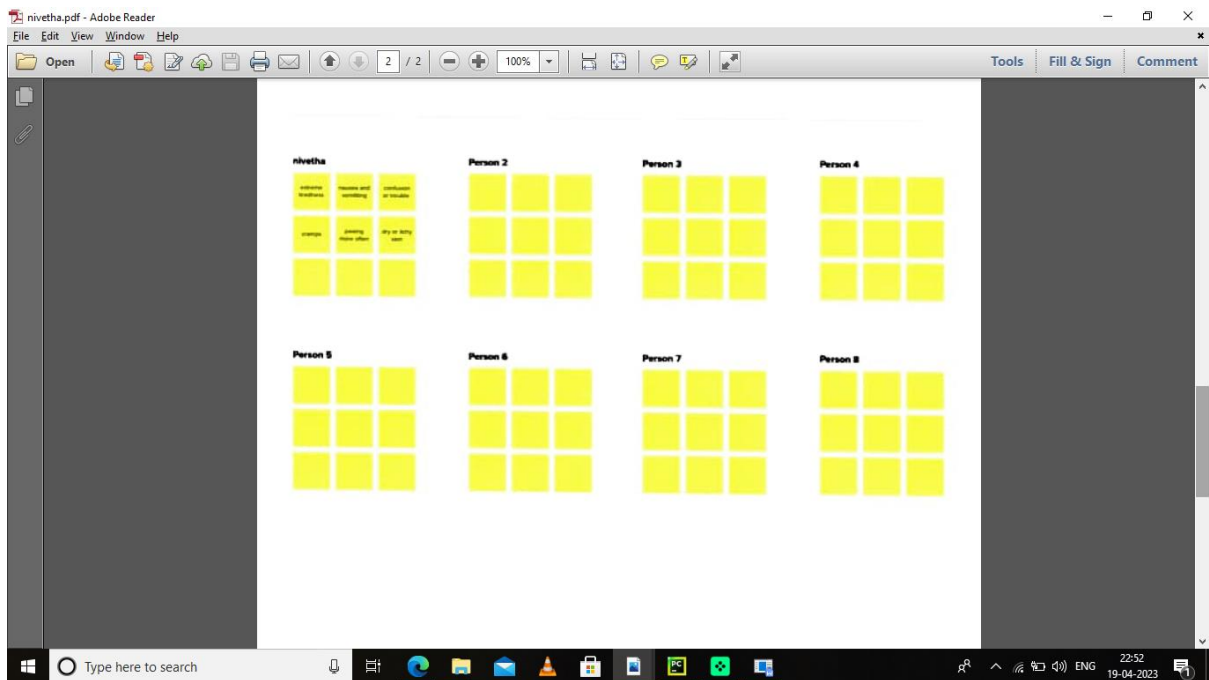 nivetha.pdf - Adobe Reader
File Edit View Window Help
Open 2 / 2 100% Tools Fill & Sign Comment
nivetha Person 2 Person 3 Person 4
extreme tiredness
nausea and vomiting
confusion or trouble
cramps
peeing more often
dry or itchy skin
Person 5 Person 6 Person 7 Person 8
Type here to search
ENG
22:52
19-04-2023
1